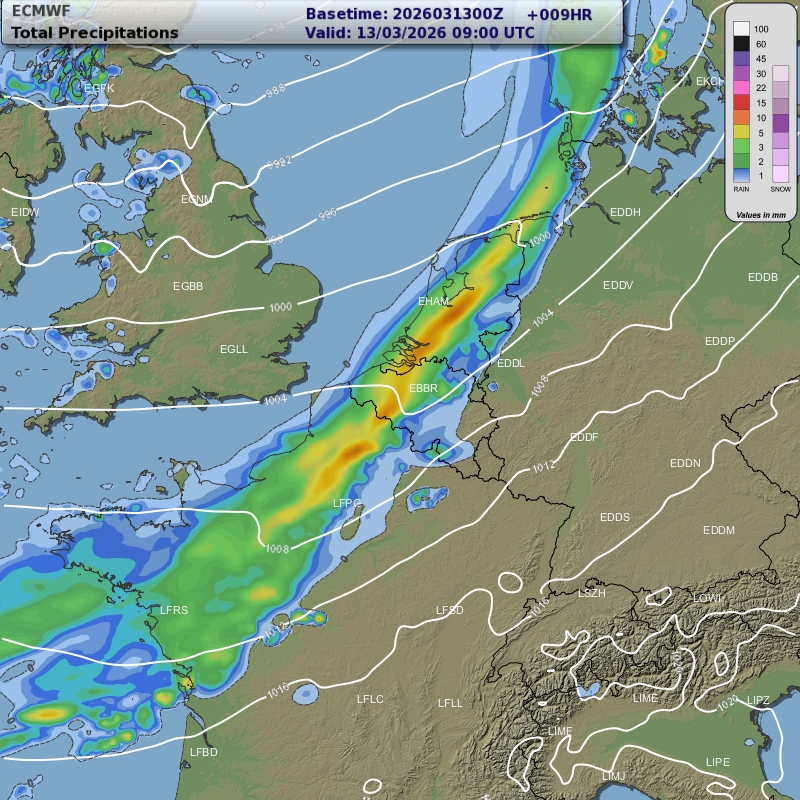 ECMWF
Basetime: 2026031300Z +009HR
Total Precipitations
Valid: 13/03/2026 09:00 UTC
100
60
45
30
22
15
10
5
3
2
1
RAIN
SNOW
Values in mm
EGPK
988
EKCH
992
EGNM
EIDW
996
EDDH
1000
EDDB
EGBB
EDDV
EHAM
1000
1004
EGLL
EDDP
EDDL
1008
EBBR
1004
EDDF
EDDN
1012
LFPG
EDDS
EDDM
1008
LFRS
LFSD
1016
LSZH
LOWI
1012
1016
LFLC
LFLL
LIME
1020
LIPZ
LIMF
LFBD
LIPE
LIMJ